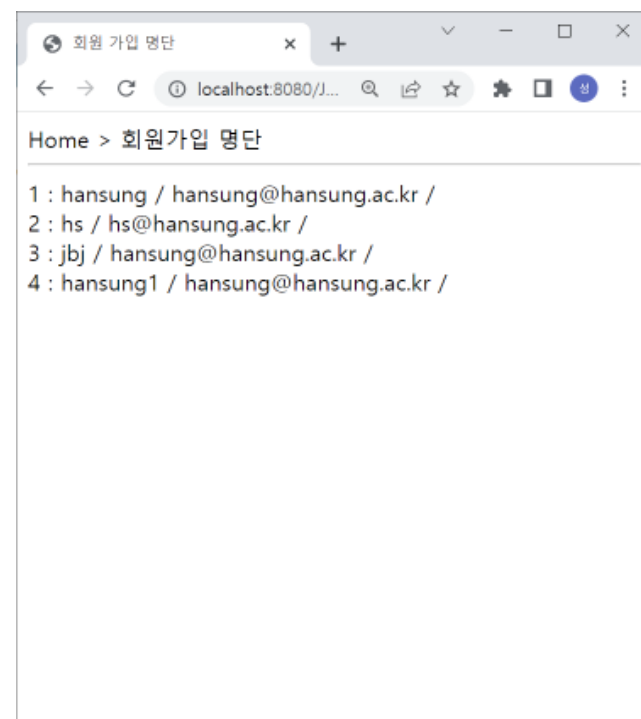 회원 가입 명단
localhost:8080/J...
성
Home > 회원가입 명단
1 : hansung / hansung@hansung.ac.kr /
2 : hs / hs@hansung.ac.kr /
3 : jbj / hansung@hansung.ac.kr /
4 : hansung1 / hansung@hansung.ac.kr /